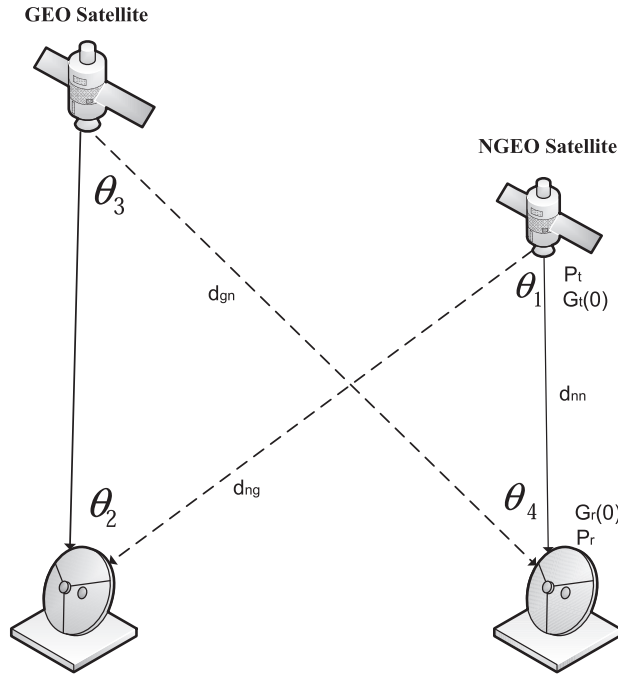 GEO Satellite
NGEO Satellite
θ3
θ1
Pt
Gt(0)
dgn
dnn
dng
θ2
θ4
Gr(0)
Pr